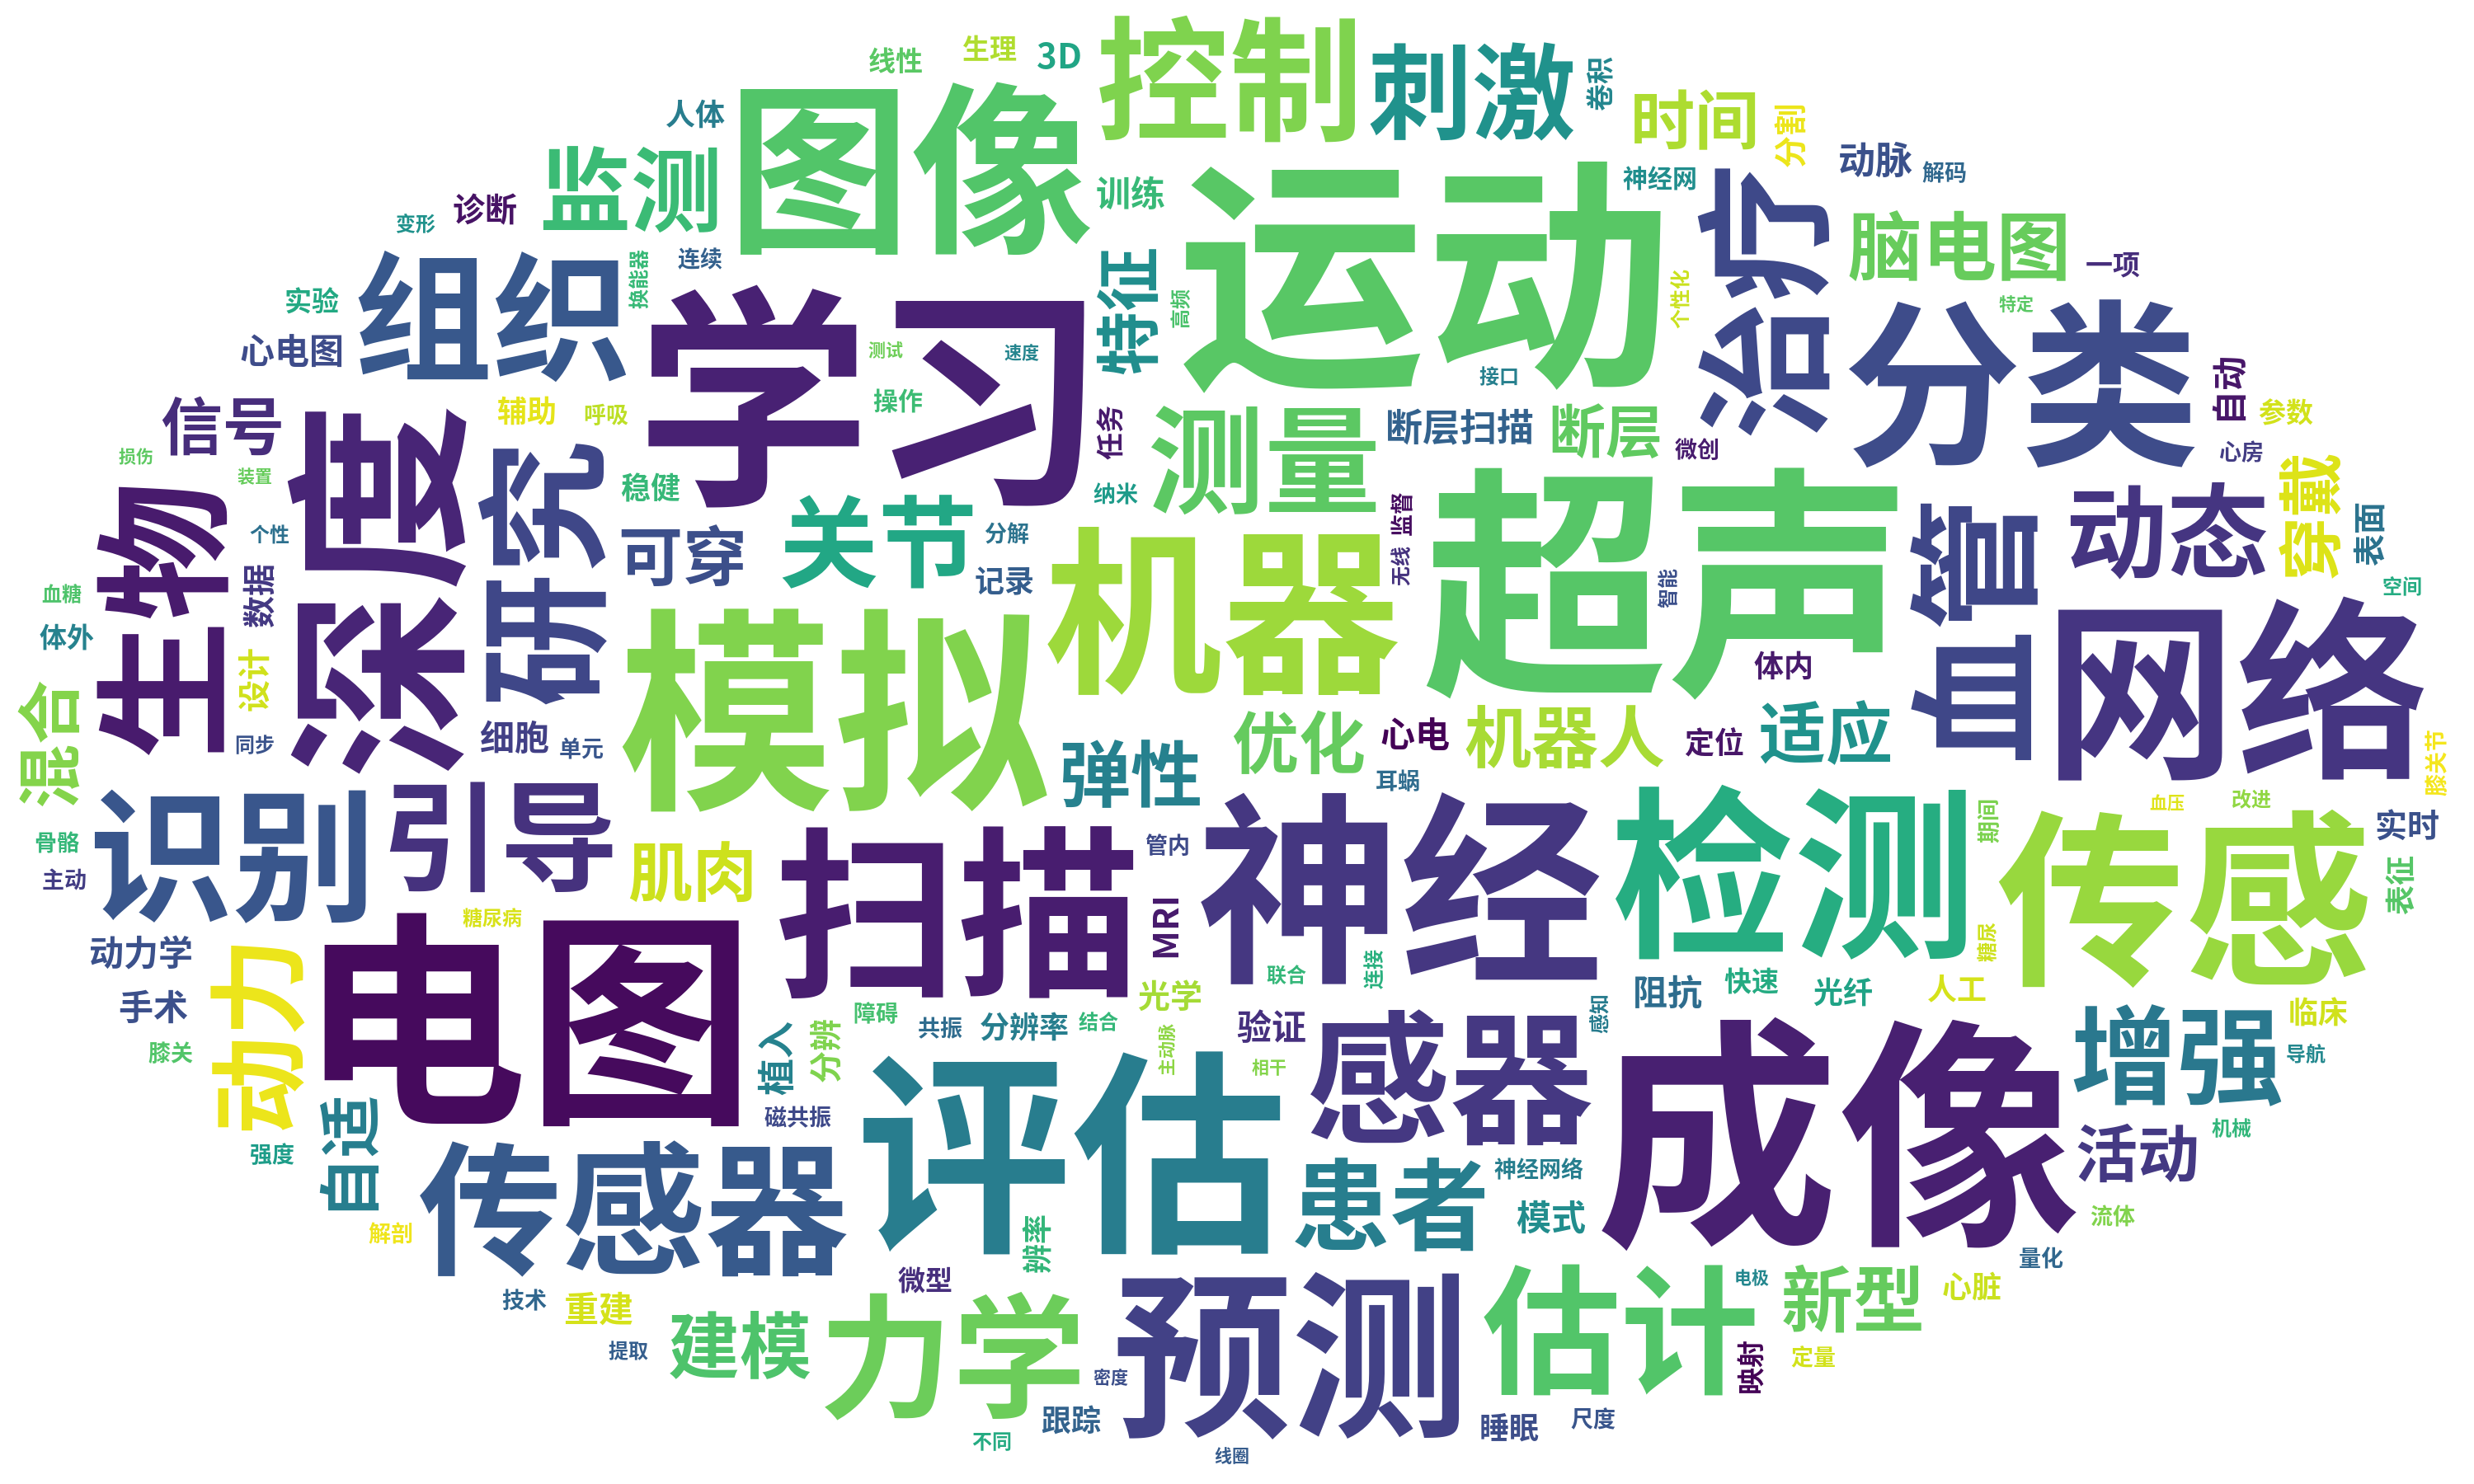 控制
刺激
生理
3D
线性
卷积
图像
时间
分割
人体
动脉
解码
监测
运动
训练
神经网
治疗
诊断
变形
脑电图
组织
换能器
连续
特征
一项
个性化
高频
实验
学习
分类
特定
心电图
测试
速度
接口
自动
操作
辅助
呼吸
信号
深度
任务
测量
断层扫描
断层
参数
微创
心房
损伤
装置
研究
稳健
关节
纳米
超声
监督
动态
穿戴
生物
个性
可穿
分解
机器
血管
表面
无线
智能
记录
数据
血糖
体外
模拟
空间
网络
体内
设计
混合
细胞
单元
同步
弹性
优化
心电
机器人
定位
适应
膝关节
耳蜗
识别
引导
神经
检测
期间
血压
改进
传感
实时
骨骼
主动
肌肉
扫描
管内
表征
糖尿病
电图
MRI
糖尿
动力学
动力
手术
光学
联合
连接
阻抗
快速
光纤
人工
膝关
障碍
共振
分辨率
结合
植入
分辨
验证
感器
感知
成像
增强
临床
导航
主动脉
相干
评估
磁共振
自适
强度
机械
传感器
患者
神经网络
活动
模式
解剖
辨率
流体
量化
微型
技术
重建
预测
估计
电极
新型
心脏
提取
建模
力学
映射
定量
密度
跟踪
睡眠
尺度
不同
线圈